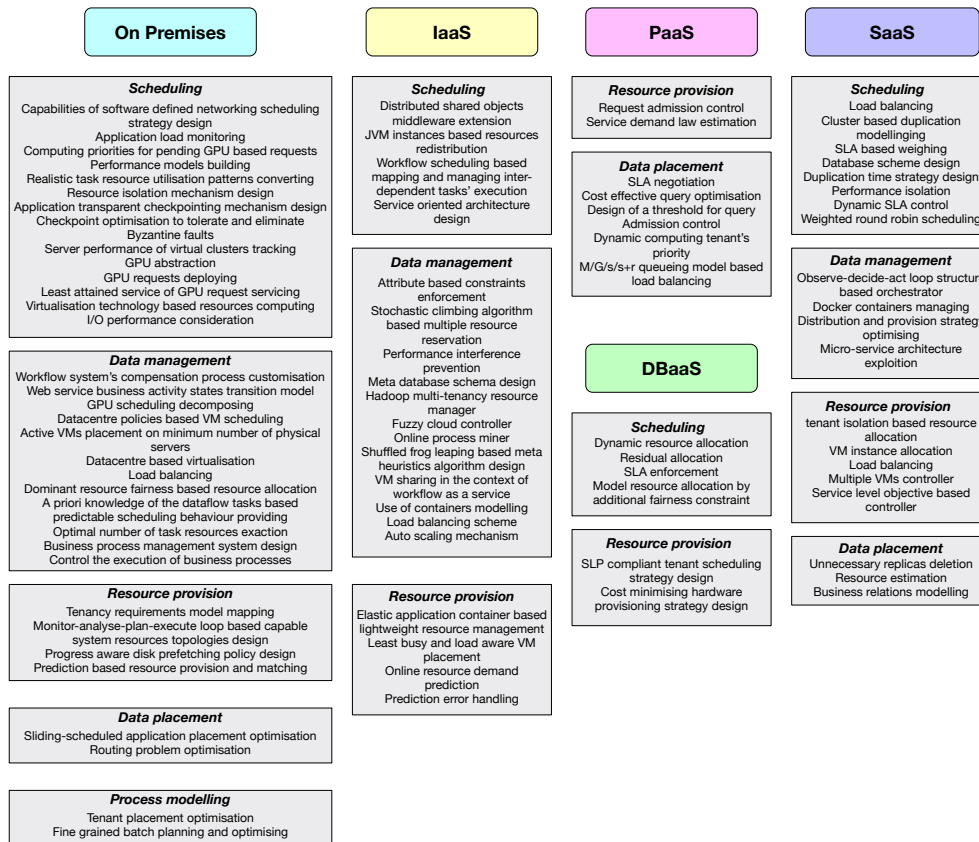 On Premises
Scheduling
Capabilities of software defined networking scheduling
strategy design
Application load monitoring
Computing priorities for pending GPU based requests
Performance models building
Realistic task resource utilisation patterns converting
Resource isolation mechanism design
Application transparent checkpointing mechanism design
Checkpoint optimisation to tolerate and eliminate
Byzantine faults
Server performance of virtual clusters tracking
GPU abstraction
GPU requests deploying
Least attained service of GPU request servicing
Virtualisation technology based resources computing
I/O performance consideration
Data management
Workflow system's compensation process customisation
Web service business activity states transition model
GPU scheduling decomposing
Datacentre policies based VM scheduling
Active VMs placement on minimum number of physical
servers
Datacentre based virtualisation
Load balancing
Dominant resource fairness based resource allocation
A priori knowledge of the dataflow tasks based
predictable scheduling behaviour providing
Optimal number of task resources exaction
Business process management system design
Control the execution of business processes
Resource provision
Tenancy requirements model mapping
Monitor-analyse-plan-execute loop based capable
system resources topologies design
Progress aware disk prefetching policy design
Prediction based resource provision and matching
Data placement
Sliding-scheduled application placement optimisation
Routing problem optimisation
Process modelling
Tenant placement optimisation
Fine grained batch planning and optimising
IaaS
Scheduling
Distributed shared objects
middleware extension
JVM instances based resources
redistribution
Workflow scheduling based
mapping and managing inter-
dependent tasks' execution
Service oriented architecture
design
Data management
Attribute based constraints
enforcement
Stochastic climbing algorithm
based multiple resource
reservation
Performance interference
prevention
Meta database schema design
Hadoop multi-tenancy resource
manager
Fuzzy cloud controller
Online process miner
Shuffled frog leaping based meta
heuristics algorithm design
VM sharing in the context of
workflow as a service
Use of containers modelling
Load balancing scheme
Auto scaling mechanism
Resource provision
Elastic application container based
lightweight resource management
Least busy and load aware VM
placement
Online resource demand
prediction
Prediction error handling
PaaS
Resource provision
Request admission control
Service demand law estimation
Data placement
SLA negotiation
Cost effective query optimisation
Design of a threshold for query
Admission control
Dynamic computing tenant's
priority
M/G/s/s+r queueing model based
load balancing
DBaaS
Scheduling
Dynamic resource allocation
Residual allocation
SLA enforcement
Model resource allocation by
additional fairness constraint
Resource provision
SLP compliant tenant scheduling
strategy design
Cost minimising hardware
provisioning strategy design
SaaS
Scheduling
Load balancing
Cluster based duplication
modellinging
SLA based weighing
Database scheme design
Duplication time strategy design
Performance isolation
Dynamic SLA control
Weighted round robin scheduling
Data management
Observe-decide-act loop structure
based orchestrator
Docker containers managing
Distribution and provision strategy
optimising
Micro-service architecture
exploition
Resource provision
tenant isolation based resource
allocation
VM instance allocation
Load balancing
Multiple VMs controller
Service level objective based
controller
Data placement
Unnecessary replicas deletion
Resource estimation
Business relations modelling